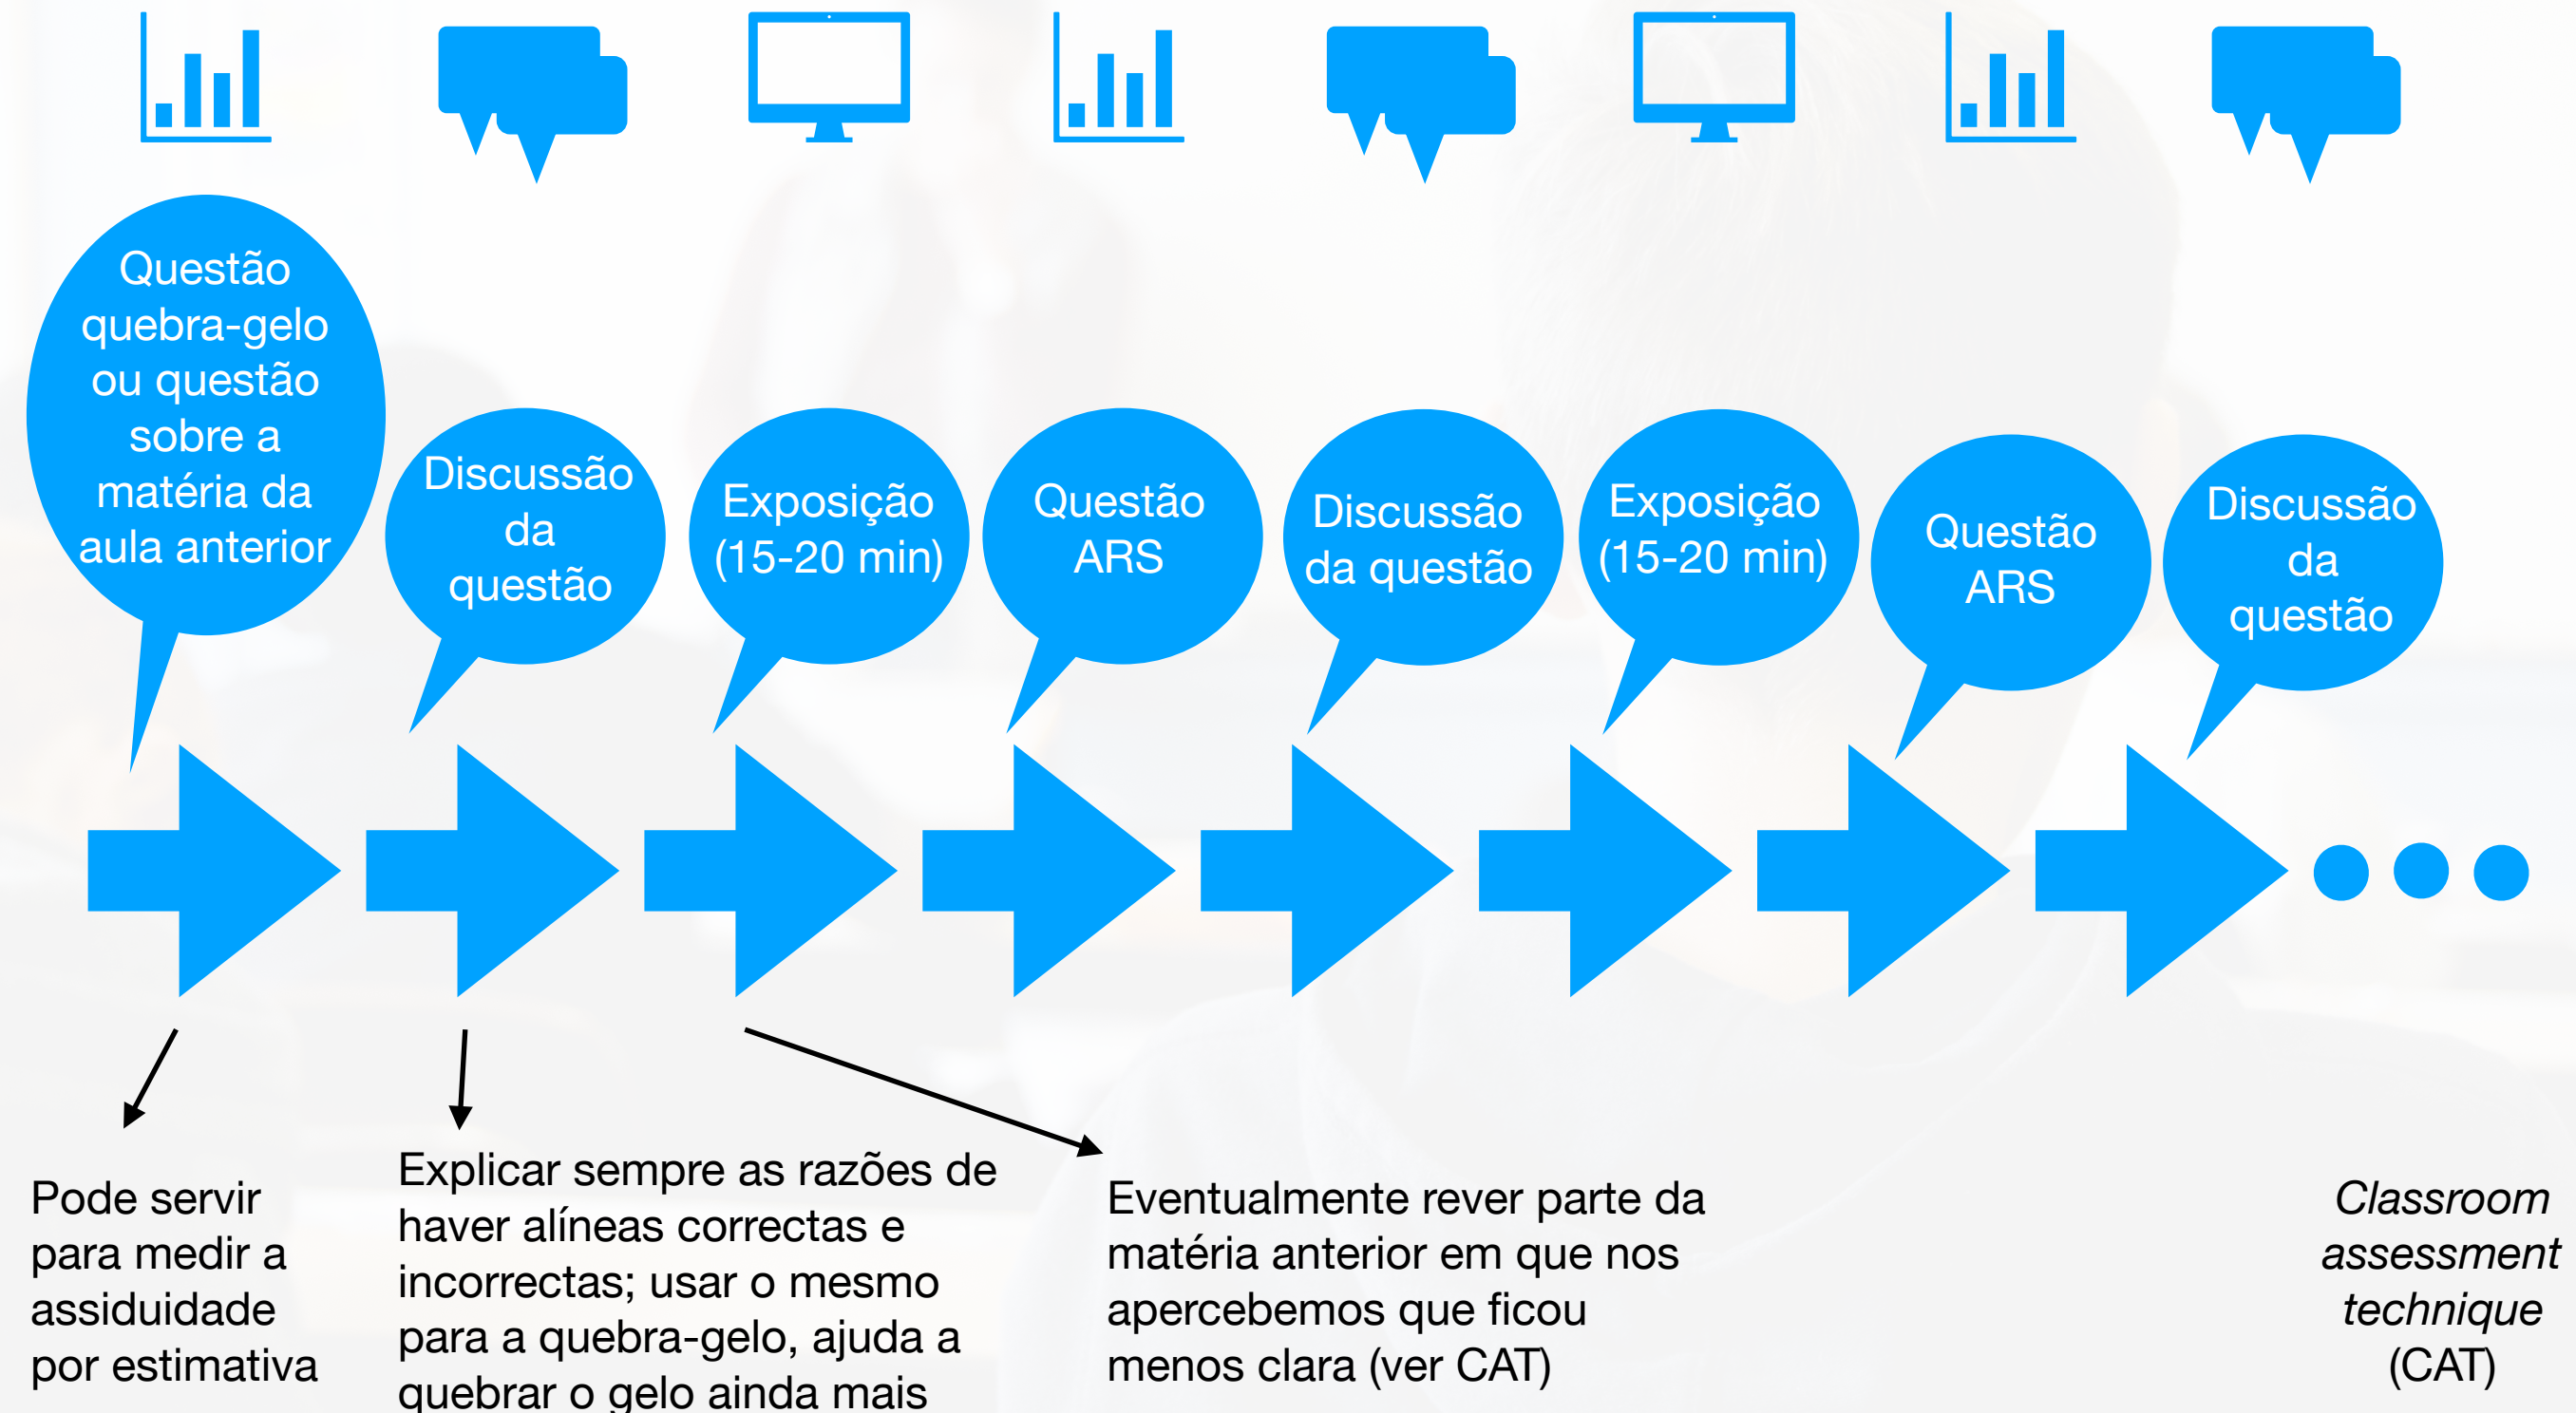 Questão
quebra-gelo
ou questão
sobre a
matéria da
aula anterior
Discussão
da
questão
Exposição
(15-20 min)
Questão
ARS
Discussão
da questão
Exposição
(15-20 min)
Questão
ARS
Discussão
da
questão
Pode servir
para medir a
assiduidade
por estimativa
Explicar sempre as razões de
haver alíneas correctas e
incorrectas; usar o mesmo
para a quebra-gelo, ajuda a
quebrar o gelo ainda mais
Eventualmente rever parte da
matéria anterior em que nos
apercebemos que ficou
menos clara (ver CAT)
Classroom
assessment
technique
(CAT)